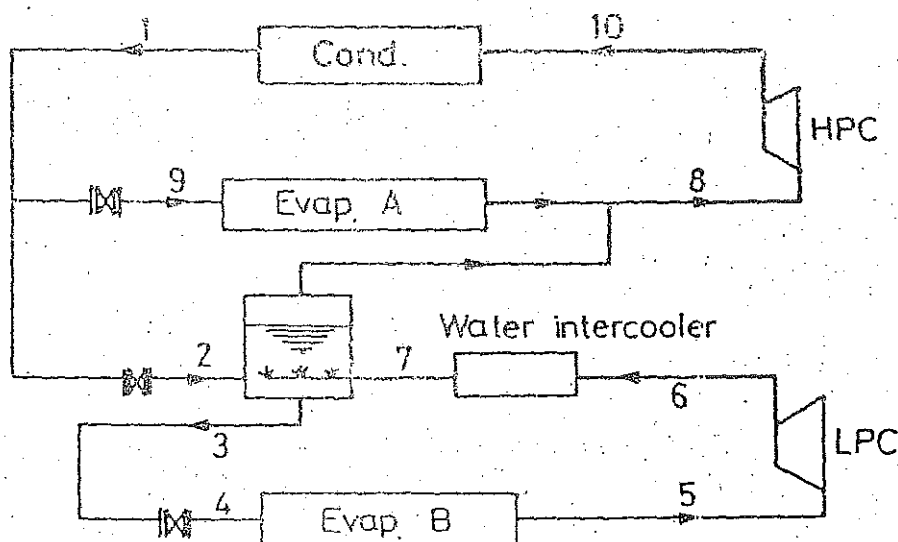 1
10
Cond.
HPC
9
Evap. A
8
Water intercooler
2
7
6
3
LPC
4
Evap. B
5